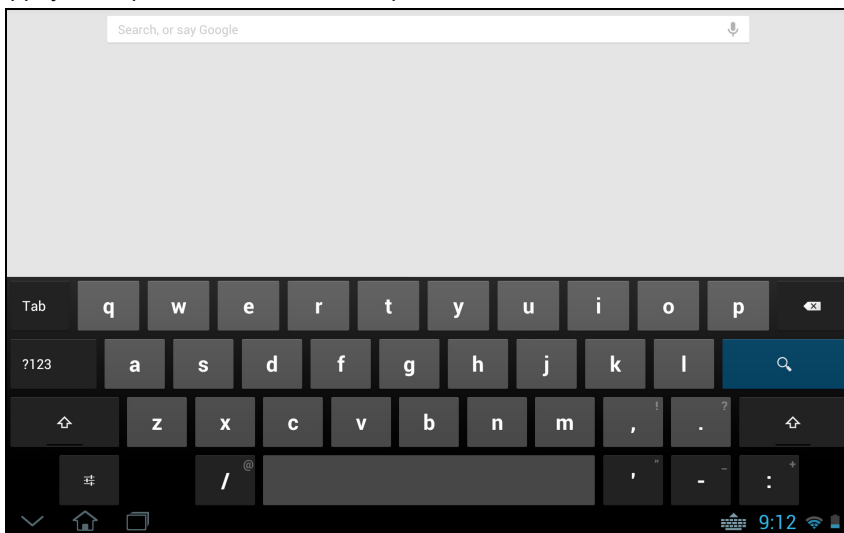 Search, or say Google
Tab q w e r t y u i o p
?123 a s d f g h j k l
z x c v b n m , ! . ?
/ @ ' " - _ : +
9:12